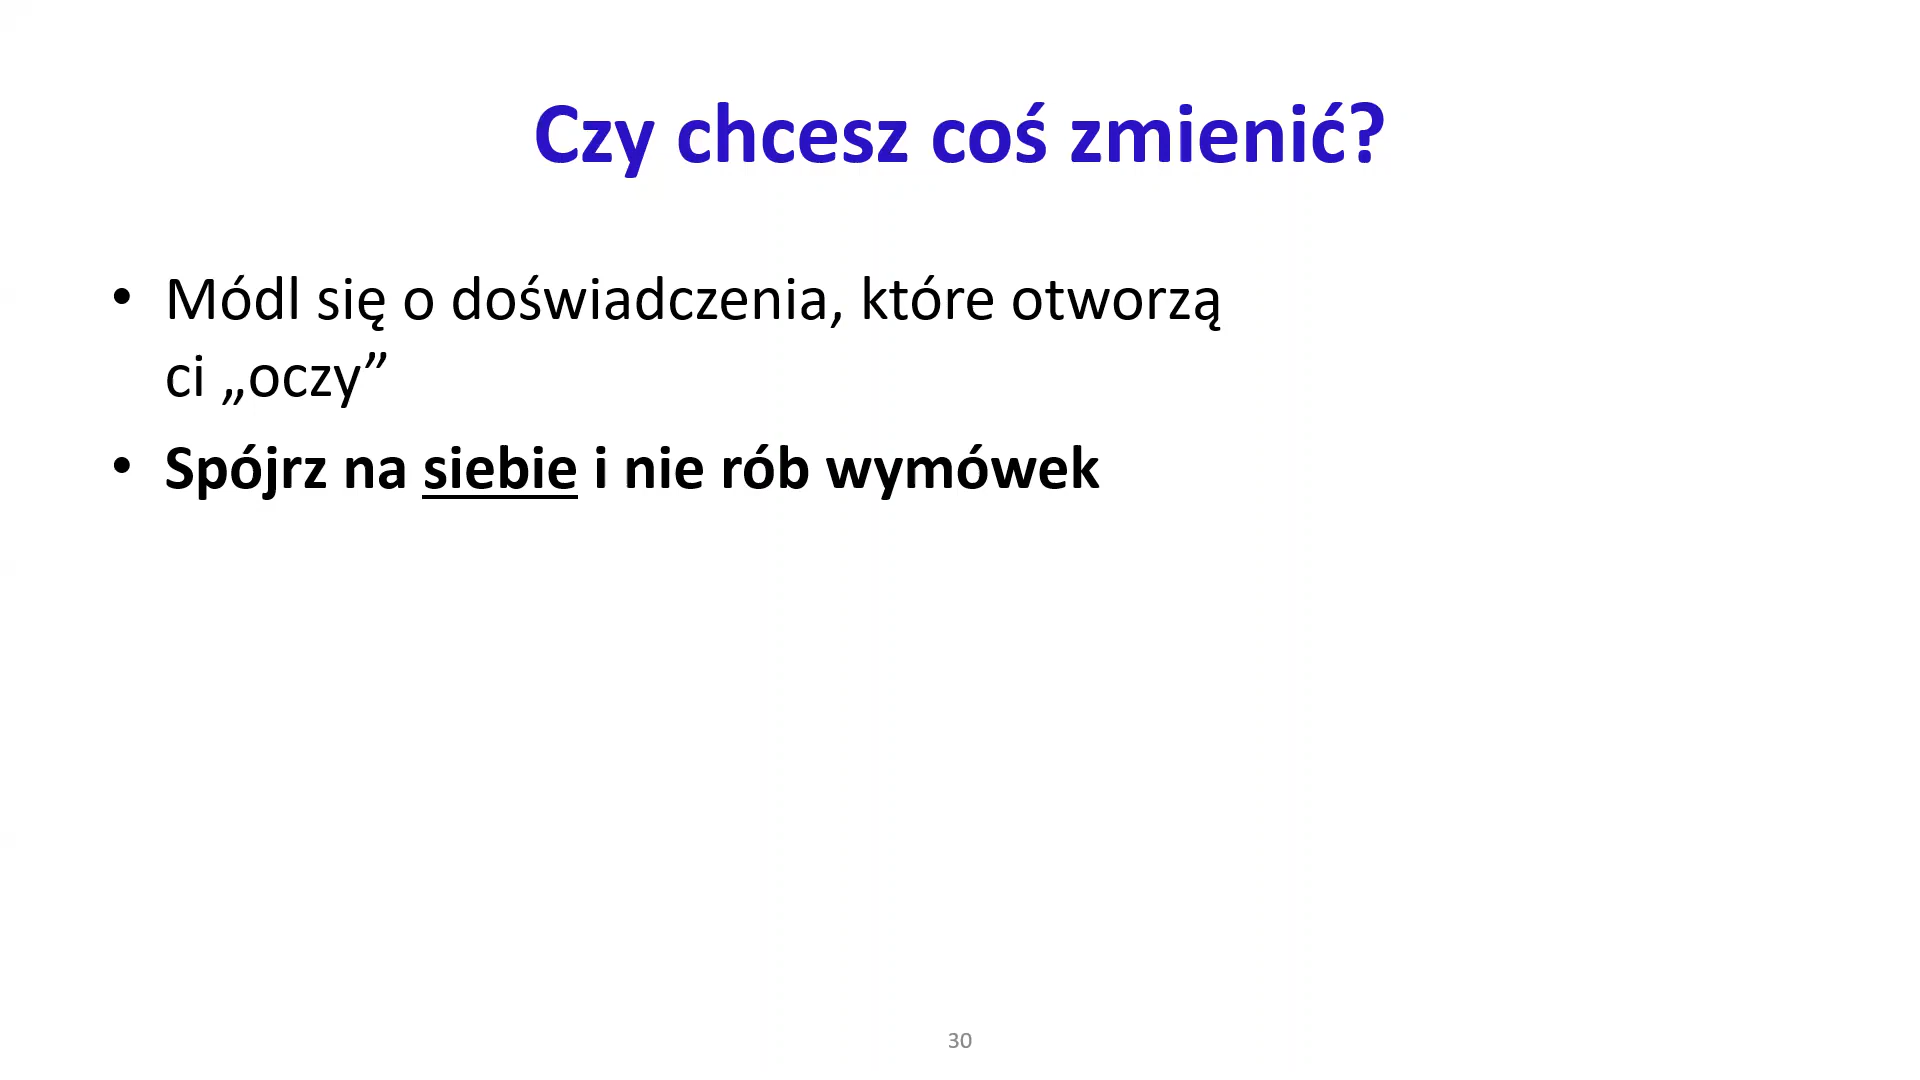 Czy chcesz coś zmienić?
• Módl się o doświadczenia, które otworzą
ci „oczy”
• Spójrz na siebie i nie rób wymówek
30